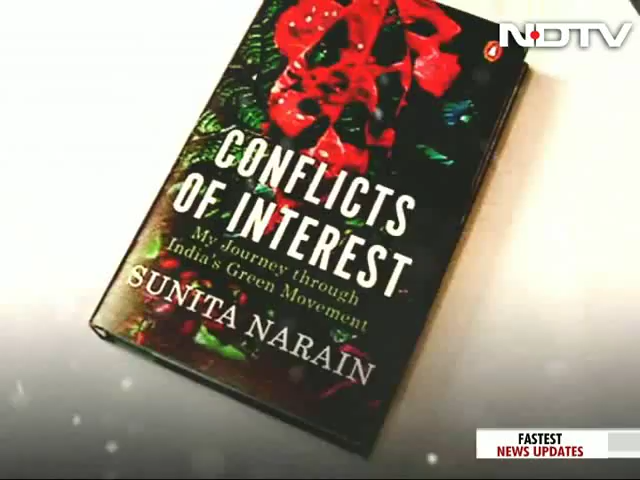 NDTV
CONFLICTS
OF INTEREST
My Journey through
India's Green Movement
SUNITA NARAIN
FASTEST
NEWS UPDATES